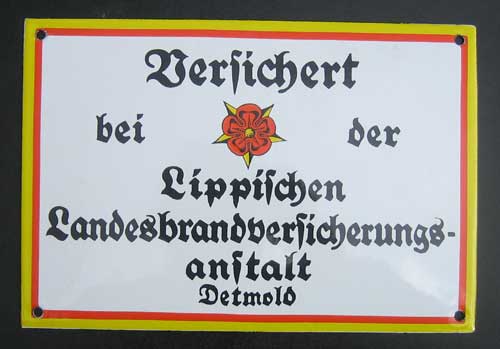 Verſichert
bei der
Lippiſchen
Landesbrandverſicherungs-
anſtalt
Detmold